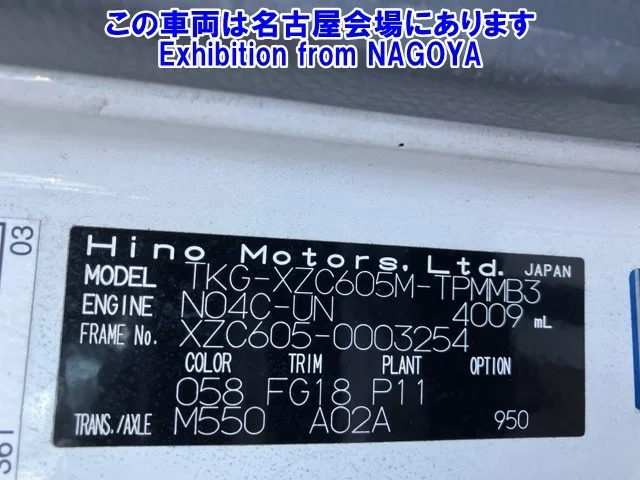 この車両は名古屋会場にあります
Exhibition from NAGOYA
03
Hino Motors, Ltd. JAPAN
MODEL TKG-XZC605M-TPMMB3
ENGINE N04C-UN 4009 mL
FRAME No. XZC605-0003254
COLOR TRIM PLANT OPTION
058 FG18 P11
TRANS./AXLE M550 A02A 950